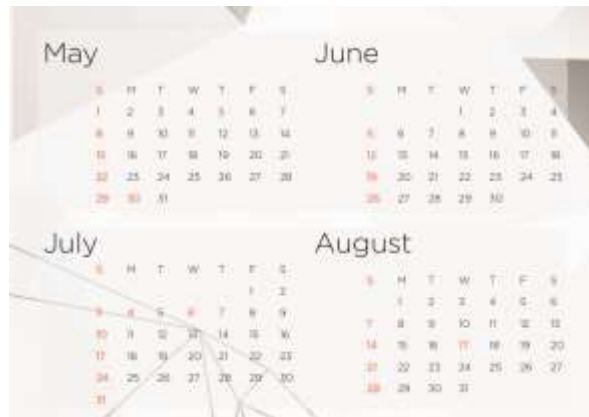 May
S M T W T F S
1 2 3 4 5 6 7
8 9 10 11 12 13 14
15 16 17 18 19 20 21
22 23 24 25 26 27 28
29 30 31
June
S M T W T F S
1 2 3 4
5 6 7 8 9 10 11
12 13 14 15 16 17 18
19 20 21 22 23 24 25
26 27 28 29 30
July
S M T W T F S
1 2
3 4 5 6 7 8 9
10 11 12 13 14 15 16
17 18 19 20 21 22 23
24 25 26 27 28 29 30
31
August
S M T W T F S
1 2 3 4 5 6
7 8 9 10 11 12 13
14 15 16 17 18 19 20
21 22 23 24 25 26 27
28 29 30 31